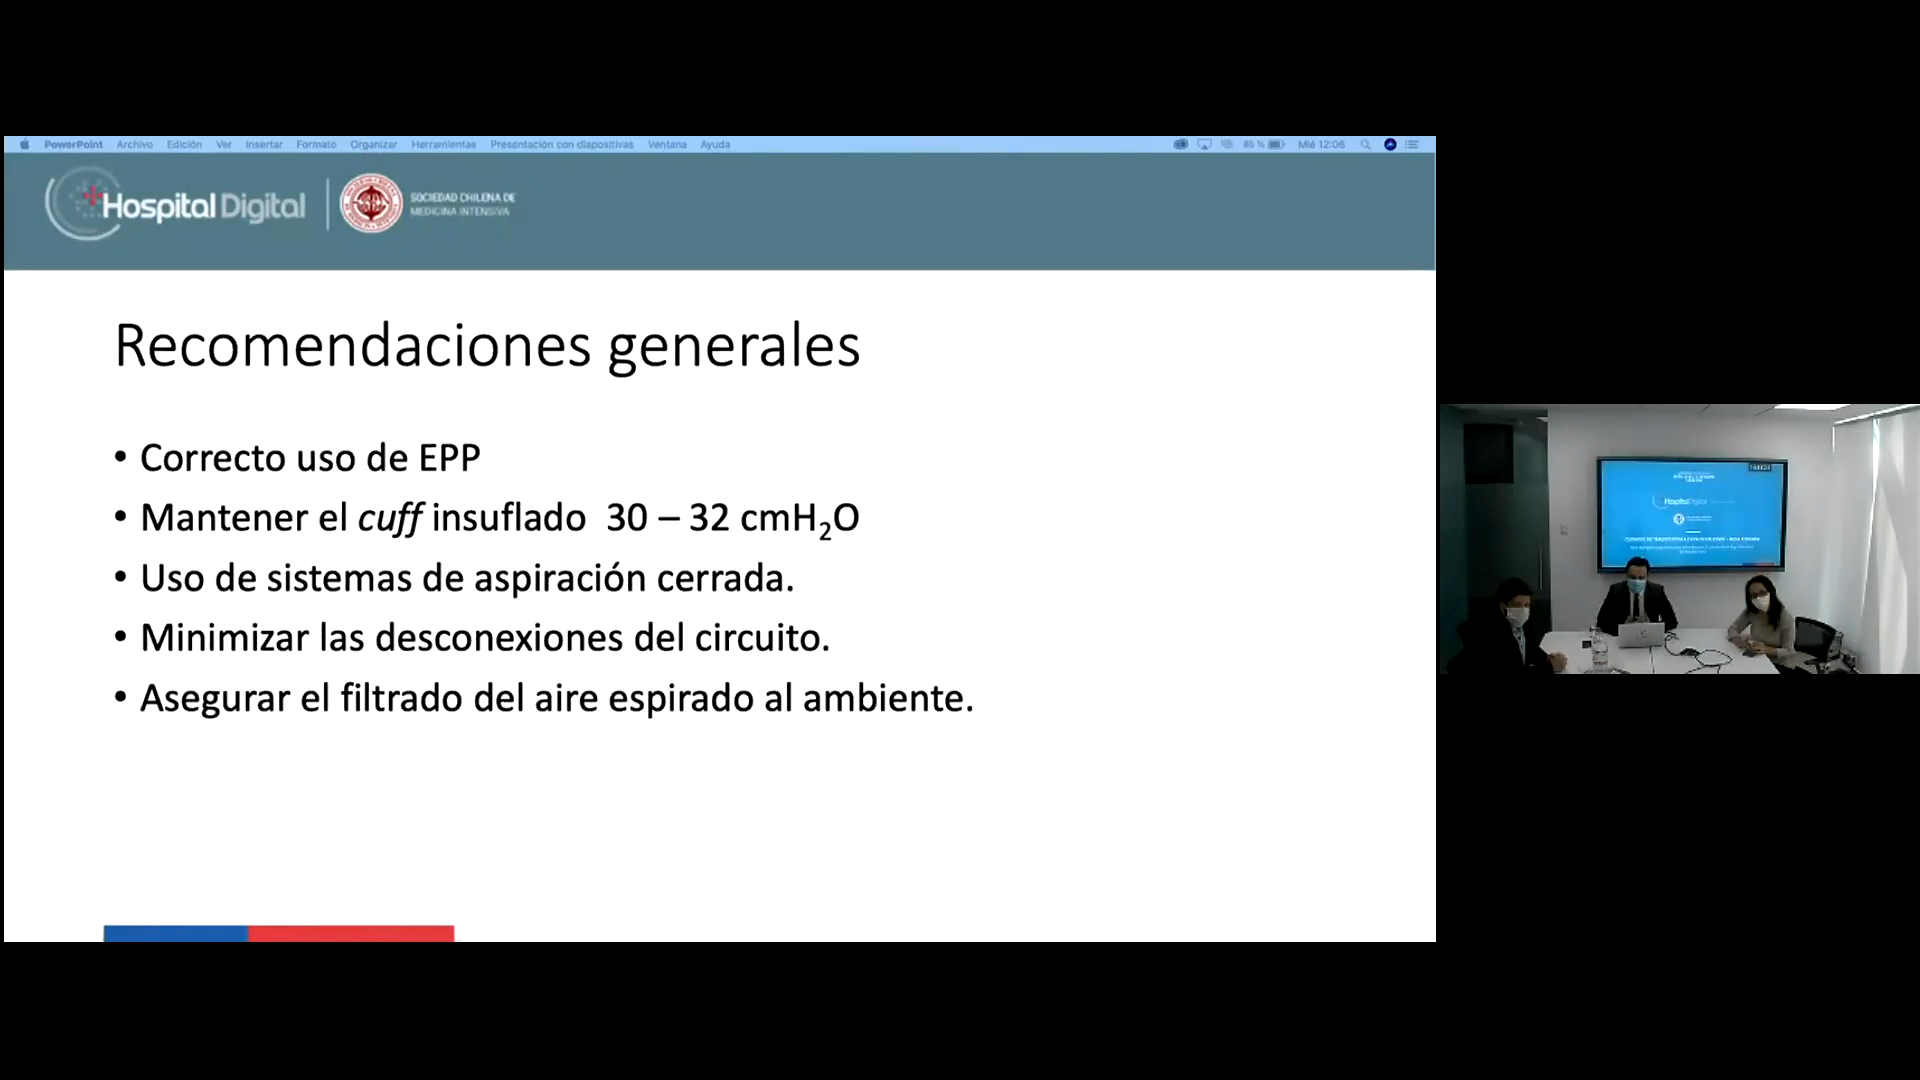 PowerPoint Archivo Edición Ver Insertar Formato Organizar Herramientas Presentación con diapositivas Ventana Ayuda 85 % Mié 12:06
Hospital Digital
SOCIEDAD CHILENA DE
MEDICINA INTENSIVA
Recomendaciones generales
• Correcto uso de EPP
• Mantener el cuff insuflado 30 – 32 cmH₂O
• Uso de sistemas de aspiración cerrada.
• Minimizar las desconexiones del circuito.
• Asegurar el filtrado del aire espirado al ambiente.
HospitalDigital